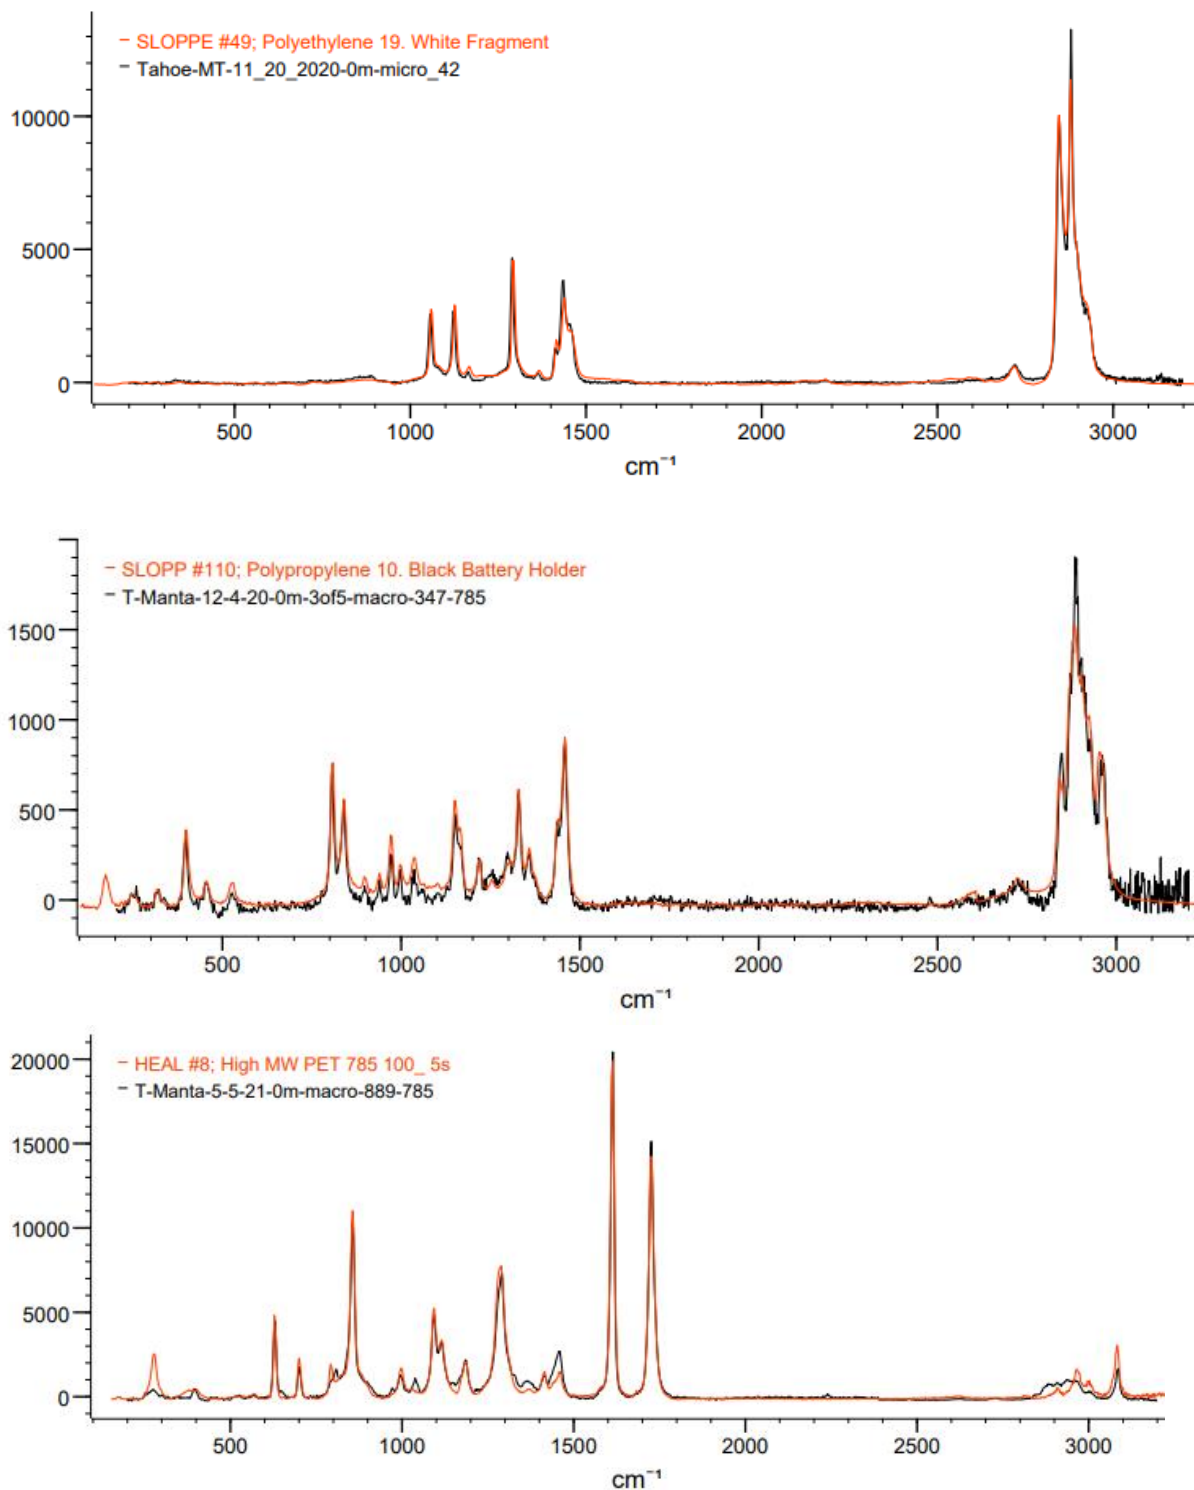 − SLOPPE #49; Polyethylene 19. White Fragment
− Tahoe-MT-11_20_2020-0m-micro_42
10000
5000
0
500 1000 1500 2000 2500 3000
cm⁻¹
− SLOPP #110; Polypropylene 10. Black Battery Holder
− T-Manta-12-4-20-0m-3of5-macro-347-785
1500
1000
500
0
500 1000 1500 2000 2500 3000
cm⁻¹
− HEAL #8; High MW PET 785 100_ 5s
− T-Manta-5-5-21-0m-macro-889-785
20000
15000
10000
5000
0
500 1000 1500 2000 2500 3000
cm⁻¹